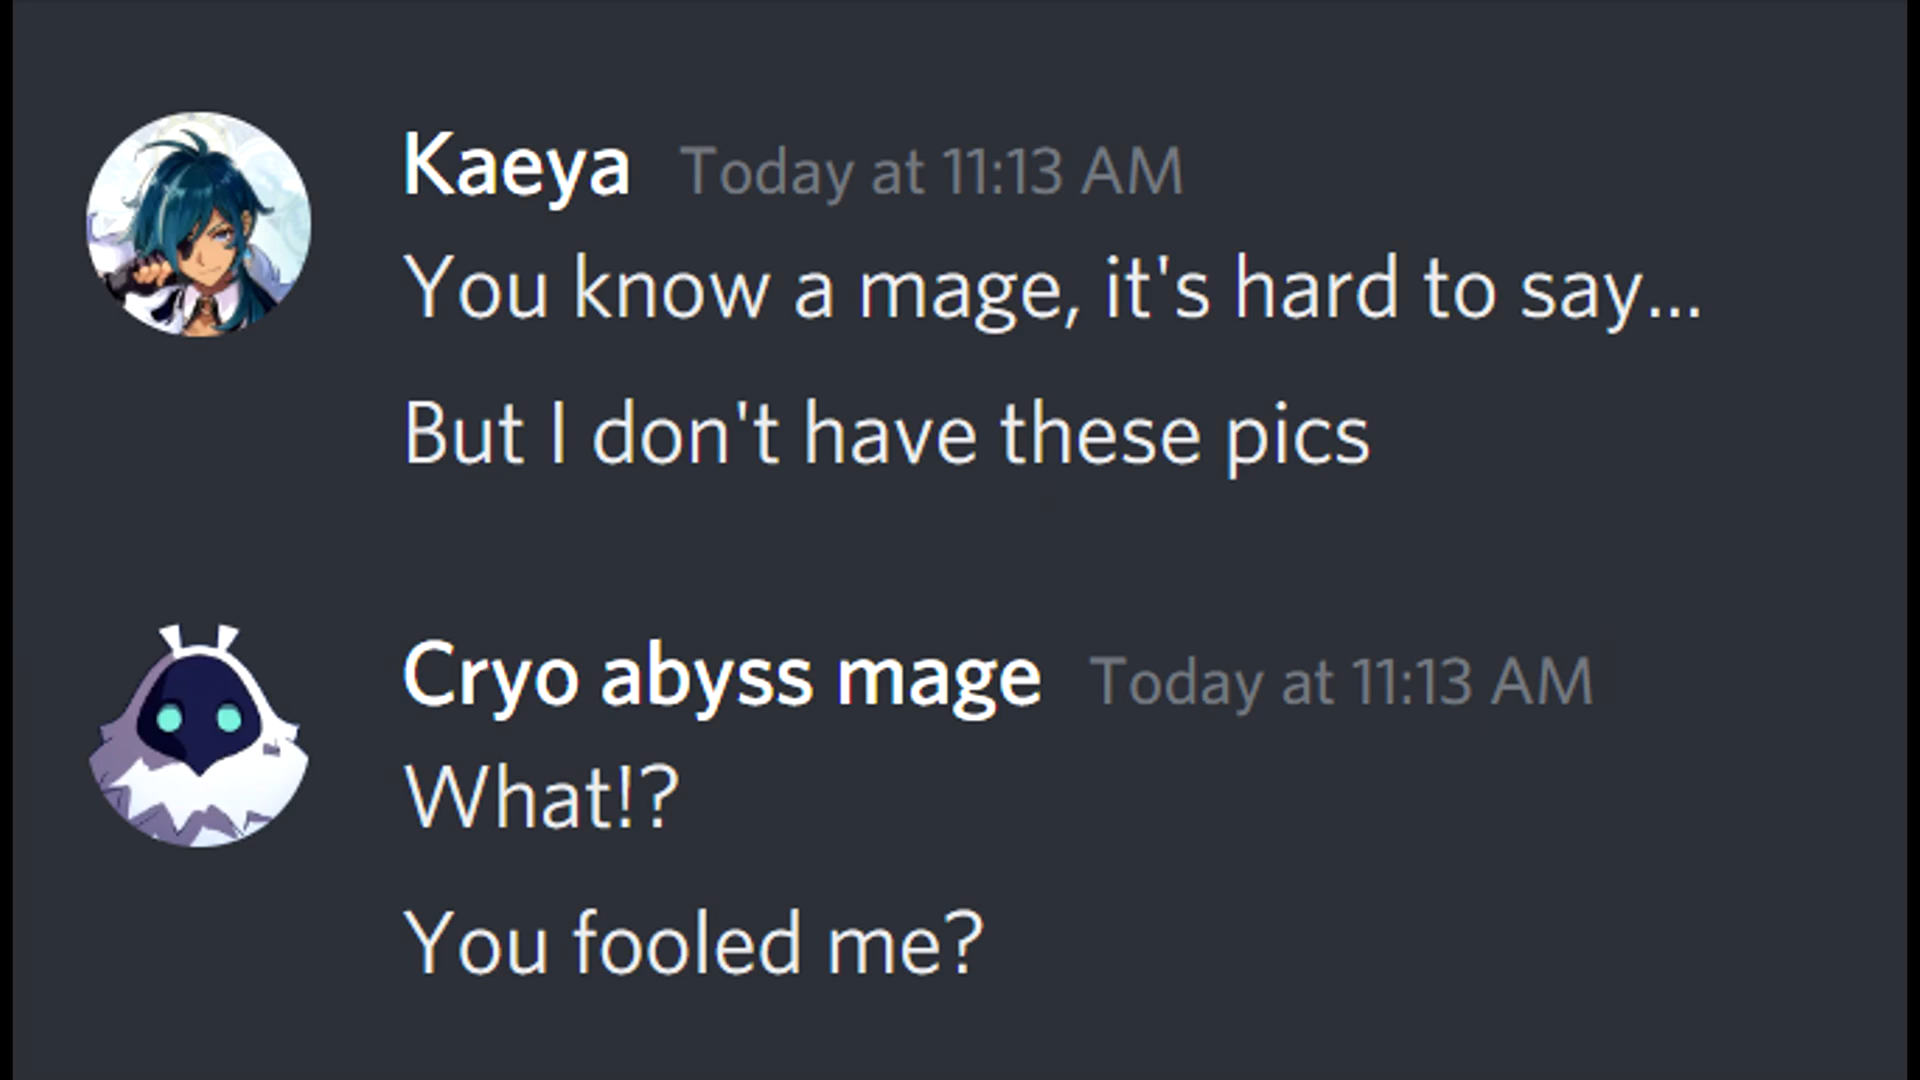 Kaeya Today at 11:13 AM
You know a mage, it's hard to say...
But I don't have these pics
Cryo abyss mage Today at 11:13 AM
What!?
You fooled me?